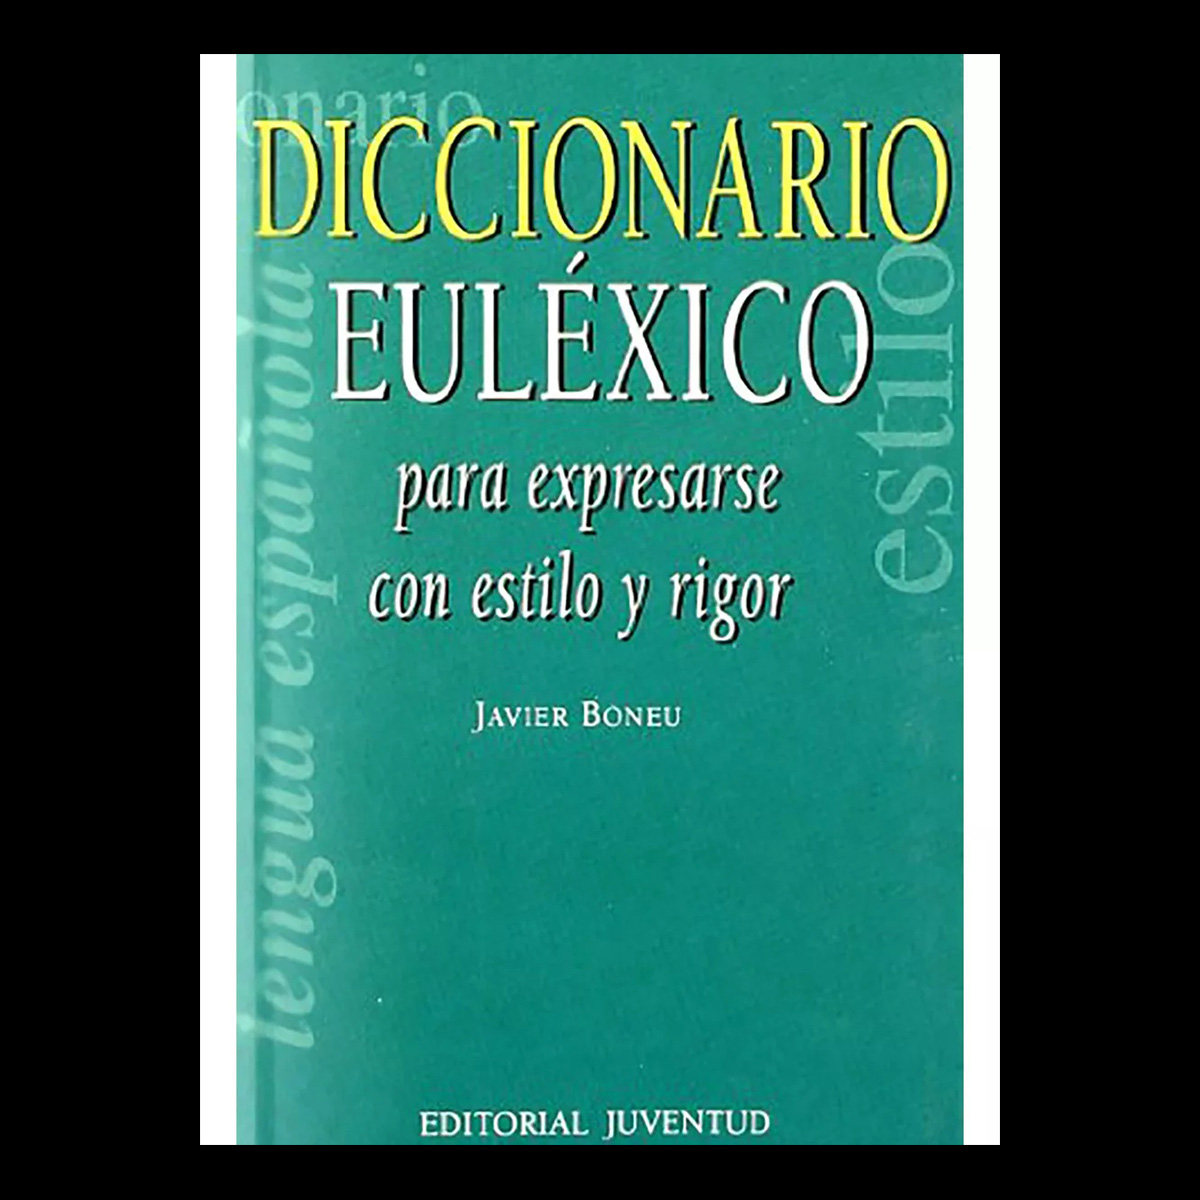 onario
DICCIONARIO
EULÉXICO
para expresarse
con estilo y rigor
JAVIER BONEU
lengua española
estilo
EDITORIAL JUVENTUD